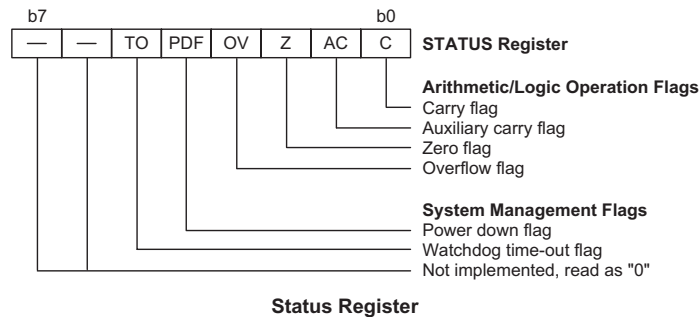 b7 b0
— — TO PDF OV Z AC C STATUS Register
Arithmetic/Logic Operation Flags
Carry flag
Auxiliary carry flag
Zero flag
Overflow flag
System Management Flags
Power down flag
Watchdog time-out flag
Not implemented, read as "0"
Status Register